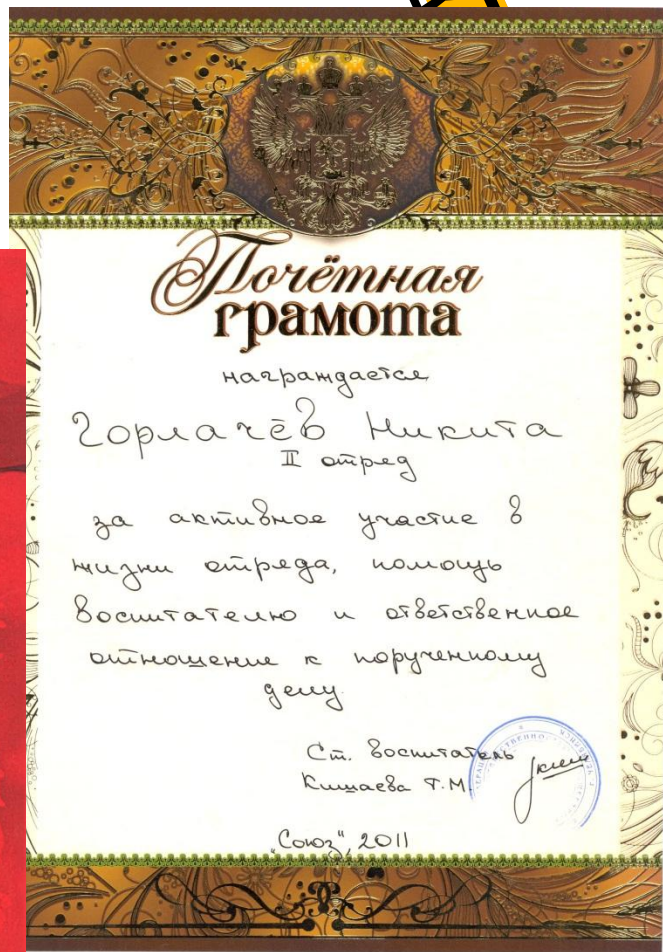 Почётная
грамота
награждается
Горлачёв Никита
II отряд
за активное участие в
жизни отряда, помощь
воспитателю и ответственное
отношение к порученному
делу.
Ст. воспитатель
Кишаева Т.М.
"Союз", 2011